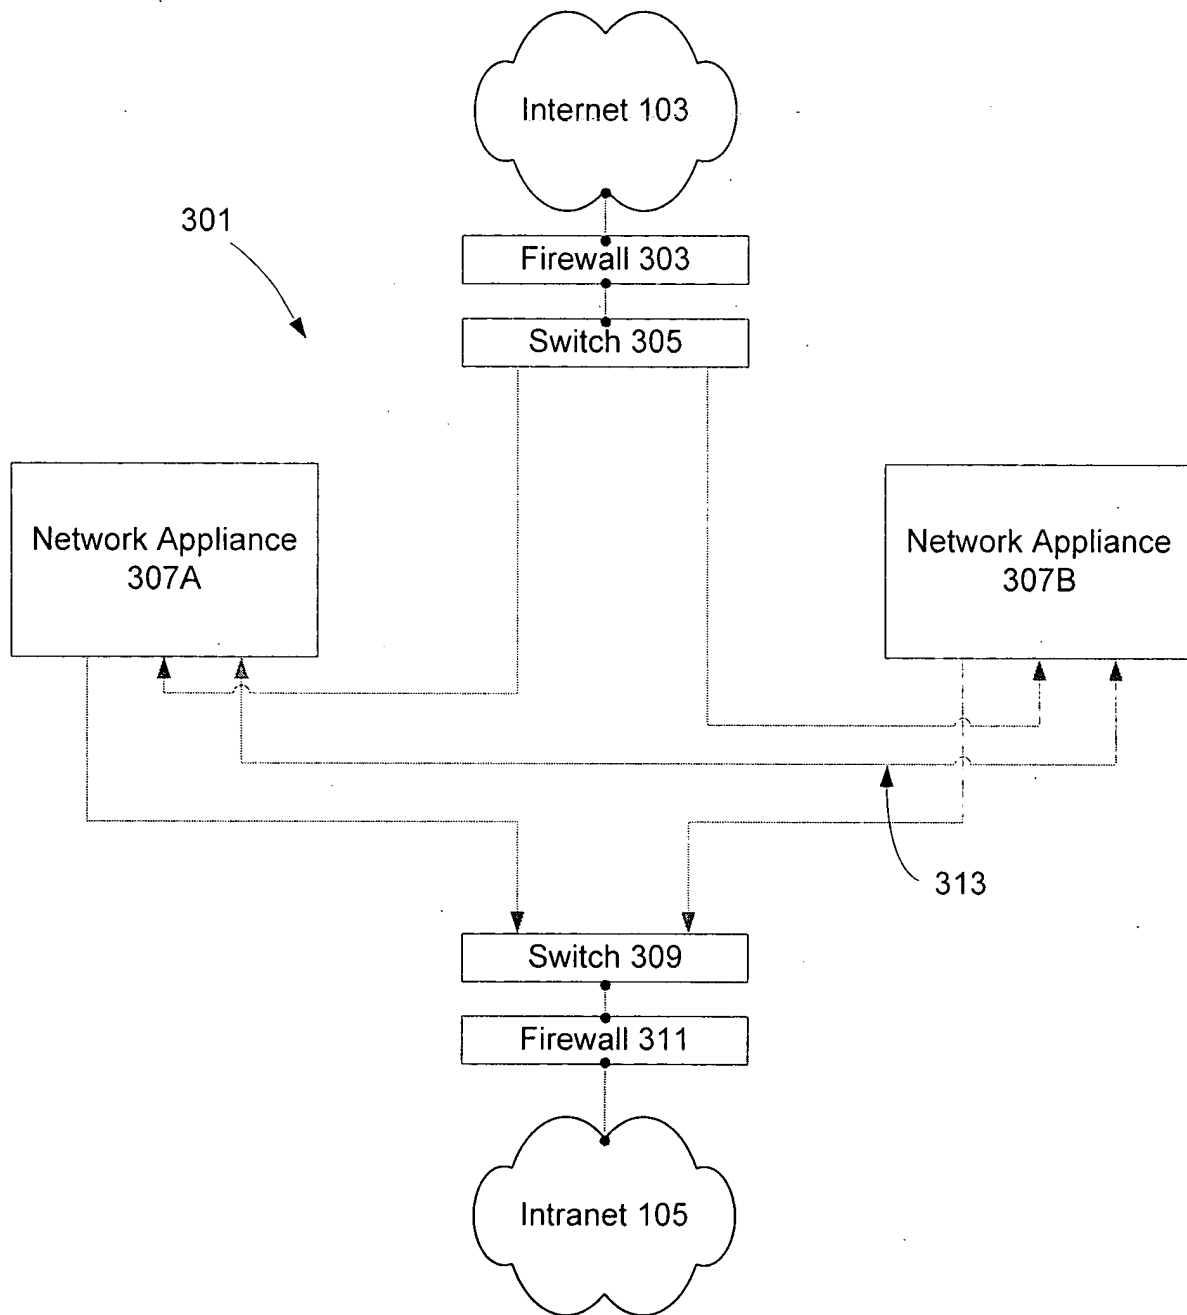 Internet 103
301
Firewall 303
Switch 305
Network Appliance
307A
Network Appliance
307B
313
Switch 309
Firewall 311
Intranet 105